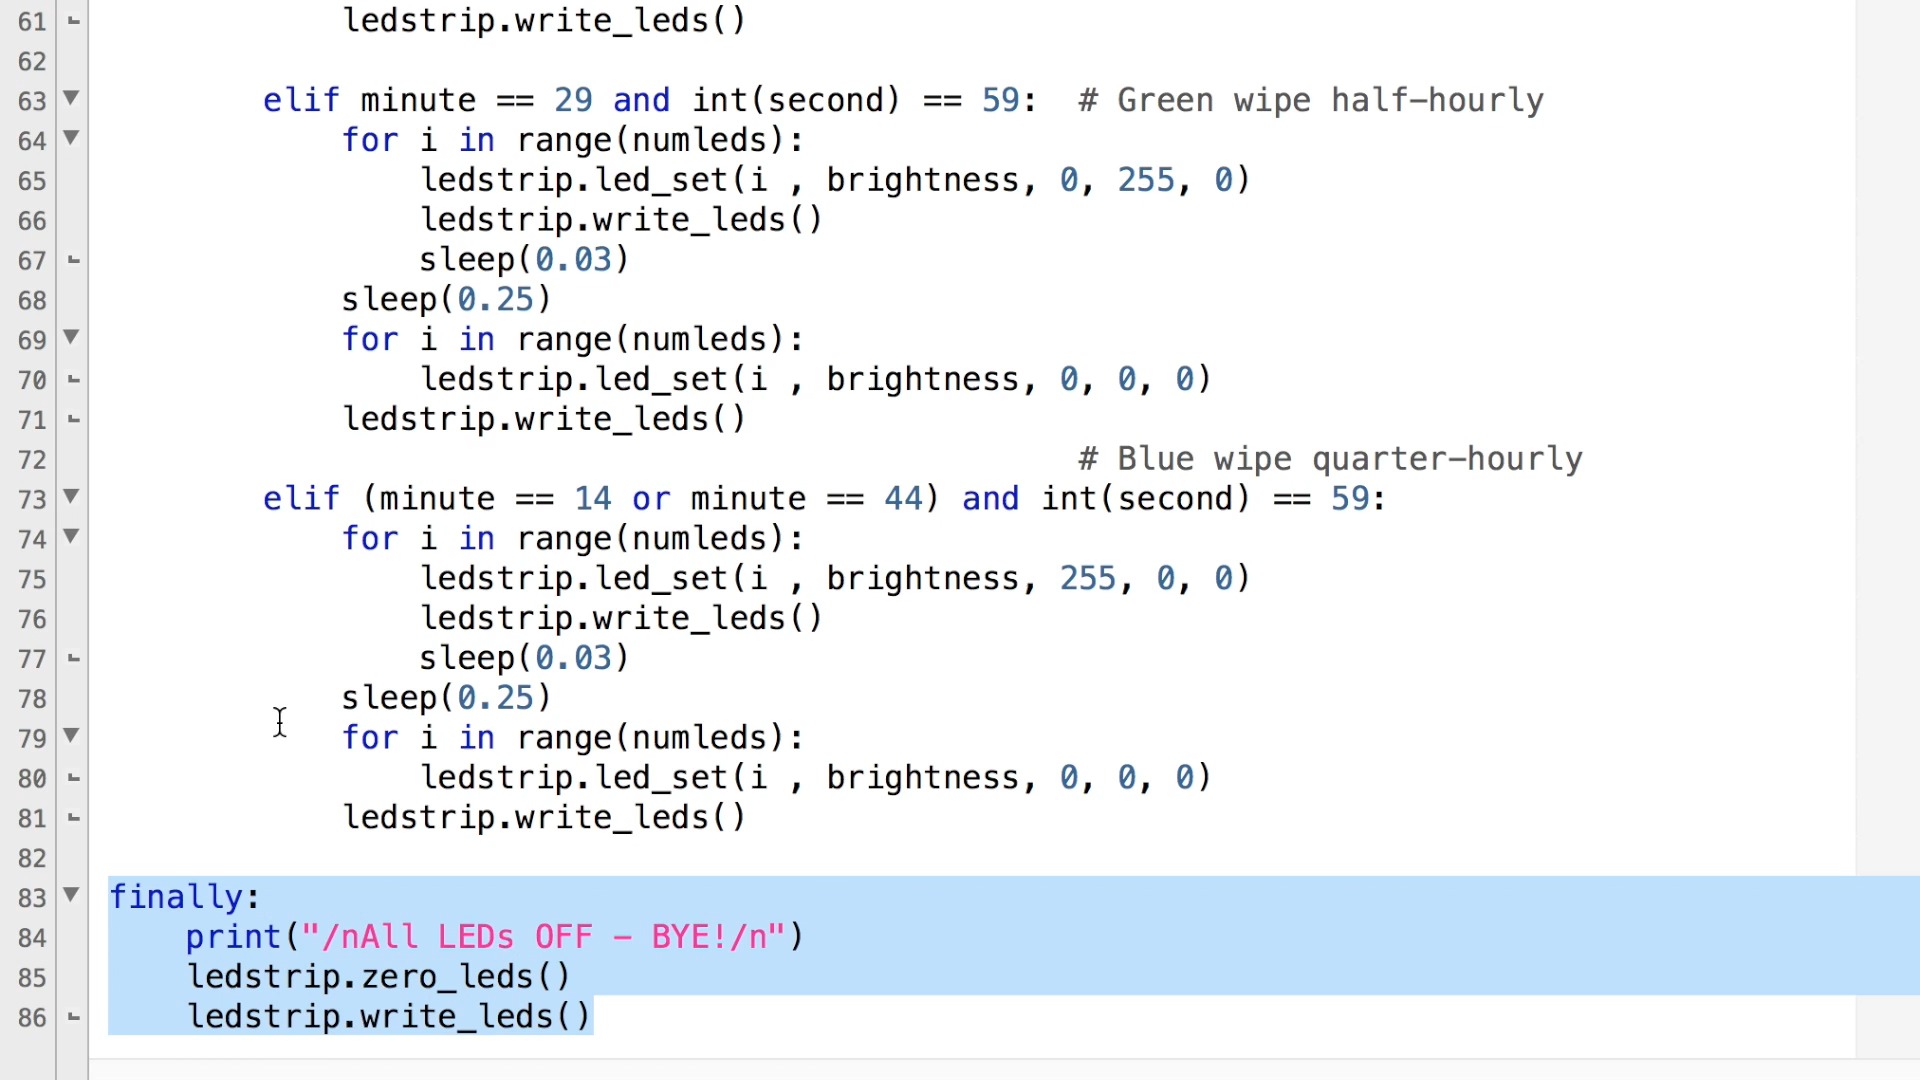 61 ledstrip.write_leds()
62
63 elif minute == 29 and int(second) == 59:  # Green wipe half-hourly
64 for i in range(numleds):
65 ledstrip.led_set(i , brightness, 0, 255, 0)
66 ledstrip.write_leds()
67 sleep(0.03)
68 sleep(0.25)
69 for i in range(numleds):
70 ledstrip.led_set(i , brightness, 0, 0, 0)
71 ledstrip.write_leds()
72 # Blue wipe quarter-hourly
73 elif (minute == 14 or minute == 44) and int(second) == 59:
74 for i in range(numleds):
75 ledstrip.led_set(i , brightness, 255, 0, 0)
76 ledstrip.write_leds()
77 sleep(0.03)
78 sleep(0.25)
79 for i in range(numleds):
80 ledstrip.led_set(i , brightness, 0, 0, 0)
81 ledstrip.write_leds()
82
83 finally:
84 print("/nAll LEDs OFF - BYE!/n")
85 ledstrip.zero_leds()
86 ledstrip.write_leds()